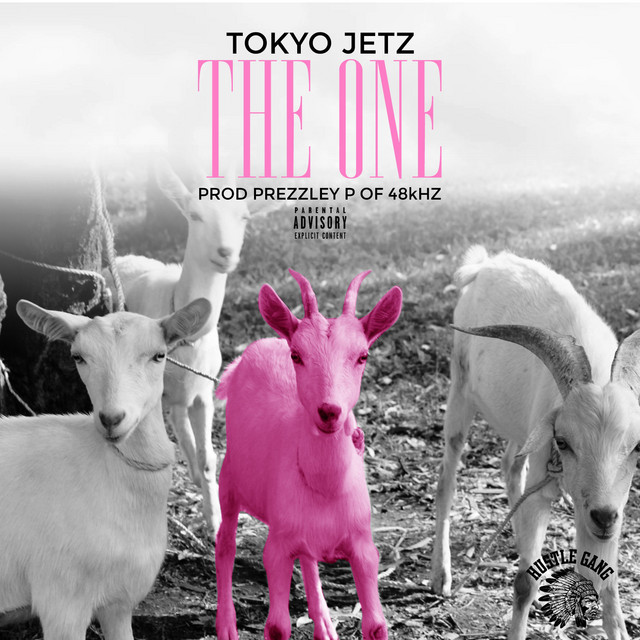 TOKYO JETZ
THE ONE
PROD PREZZLEY P OF 48kHZ
PARENTAL
ADVISORY
EXPLICIT CONTENT
HUSTLE GANG